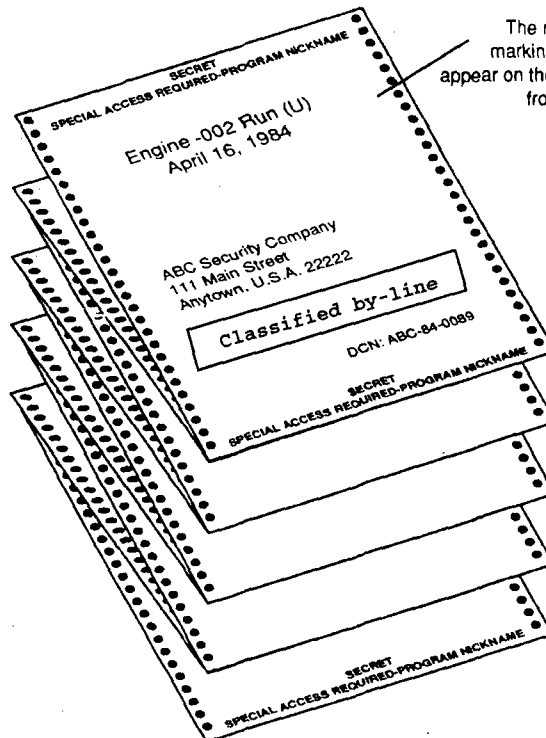 SECRET
SPECIAL ACCESS REQUIRED-PROGRAM NICKNAME
The
markin
appear on the
fro
Engine -002 Run (U)
April 16, 1984
ABC Security Company
111 Main Street
Anytown, U.S.A. 22222
Classified by-line
DCN: ABC-84-0089
SECRET
SPECIAL ACCESS REQUIRED-PROGRAM NICKNAME
SECRET
SPECIAL ACCESS REQUIRED-PROGRAM NICKNAME